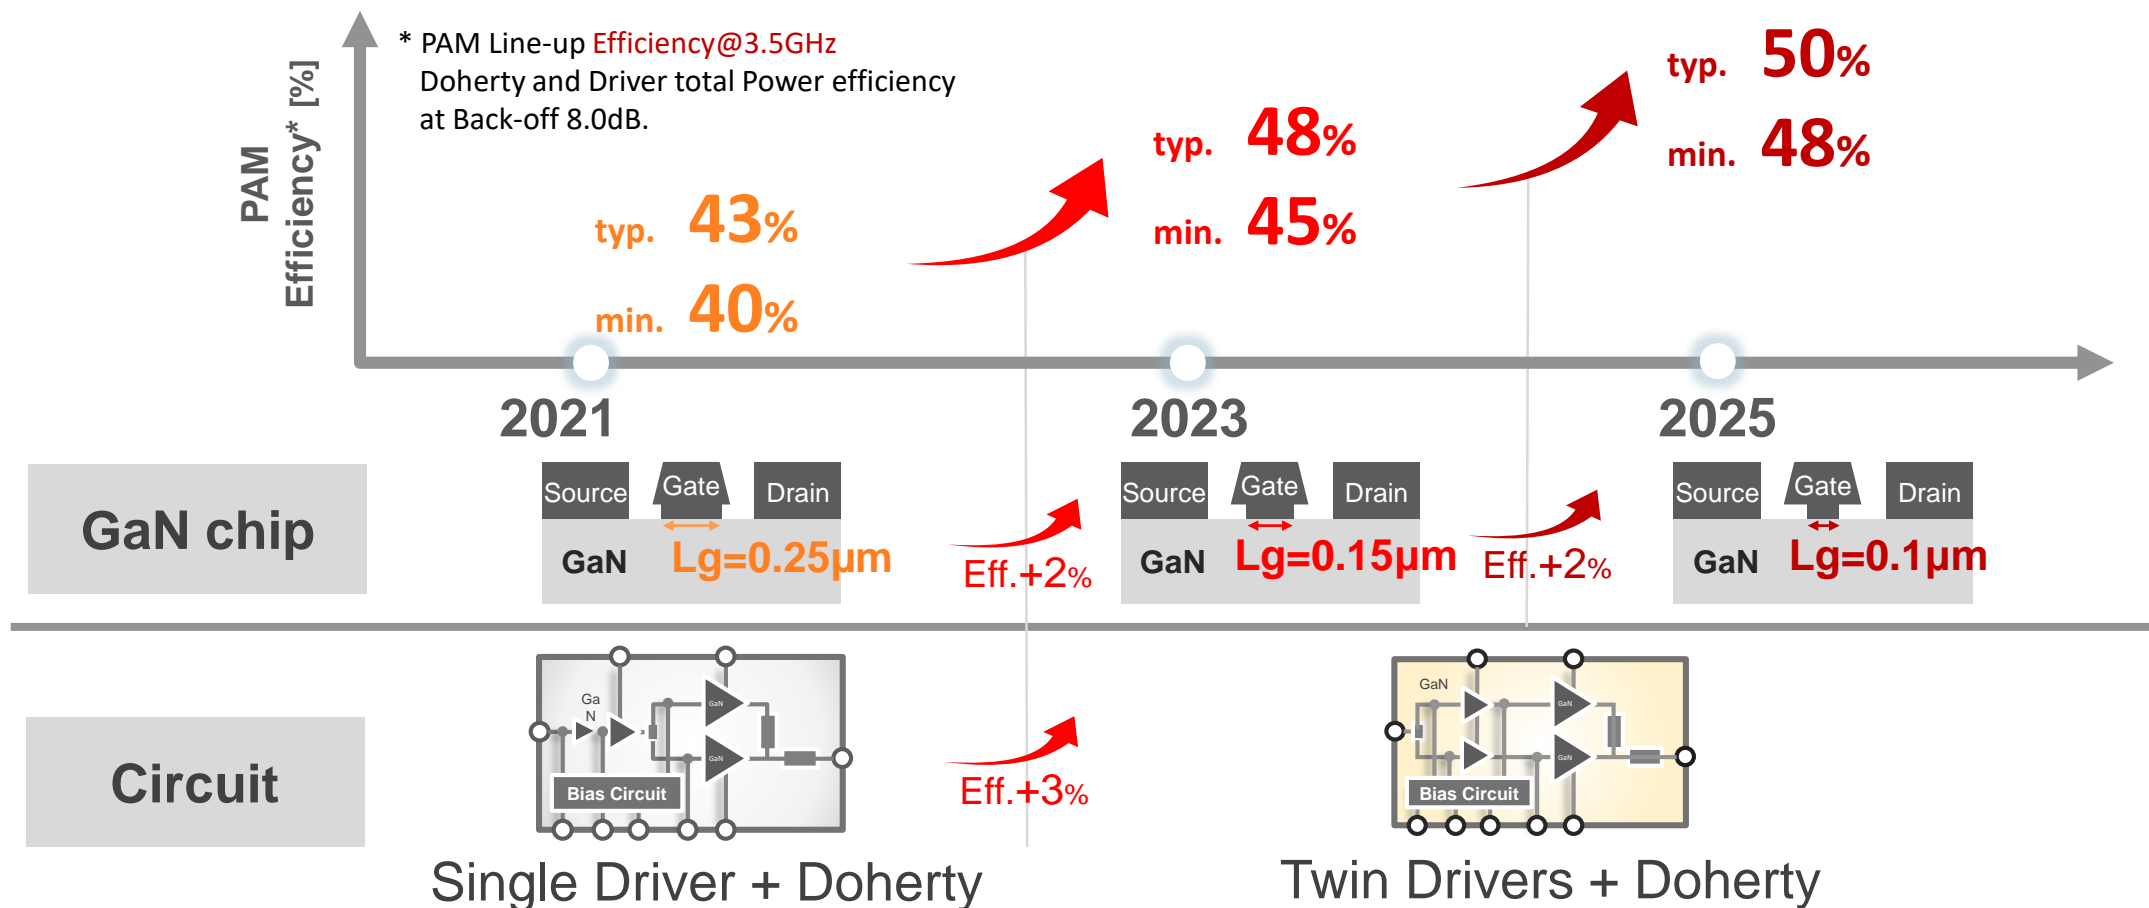 * PAM Line-up Efficiency@3.5GHz
Doherty and Driver total Power efficiency
at Back-off 8.0dB.
PAM
Efficiency* [%]
typ. 43%
min. 40%
typ. 48%
min. 45%
typ. 50%
min. 48%
2021
2023
2025
GaN chip
Source Gate Drain
GaN Lg=0.25µm
Eff.+2%
Source Gate Drain
GaN Lg=0.15µm
Eff.+2%
Source Gate Drain
GaN Lg=0.1µm
Circuit
Ga
N
GaN
GaN
Bias Circuit
Single Driver + Doherty
Eff.+3%
GaN
GaN
GaN
Bias Circuit
Twin Drivers + Doherty